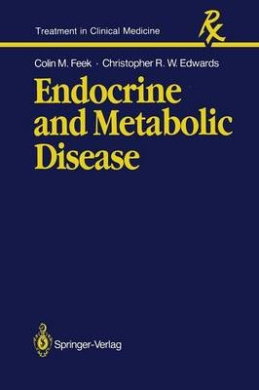 Treatment in Clinical Medicine
Rx
Colin M. Feek · Christopher R. W. Edwards
Endocrine
and Metabolic
Disease
Springer-Verlag